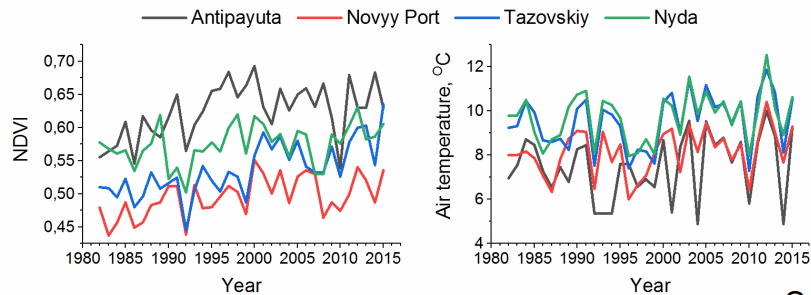 Antipayuta Novyy Port Tazovskiy Nyda
NDVI
0,70
0,65
0,60
0,55
0,50
0,45
1980 1985 1990 1995 2000 2005 2010 2015
Year
Air temperature, ᴼC
12
10
8
6
4
1980 1985 1990 1995 2000 2005 2010 2015
Year